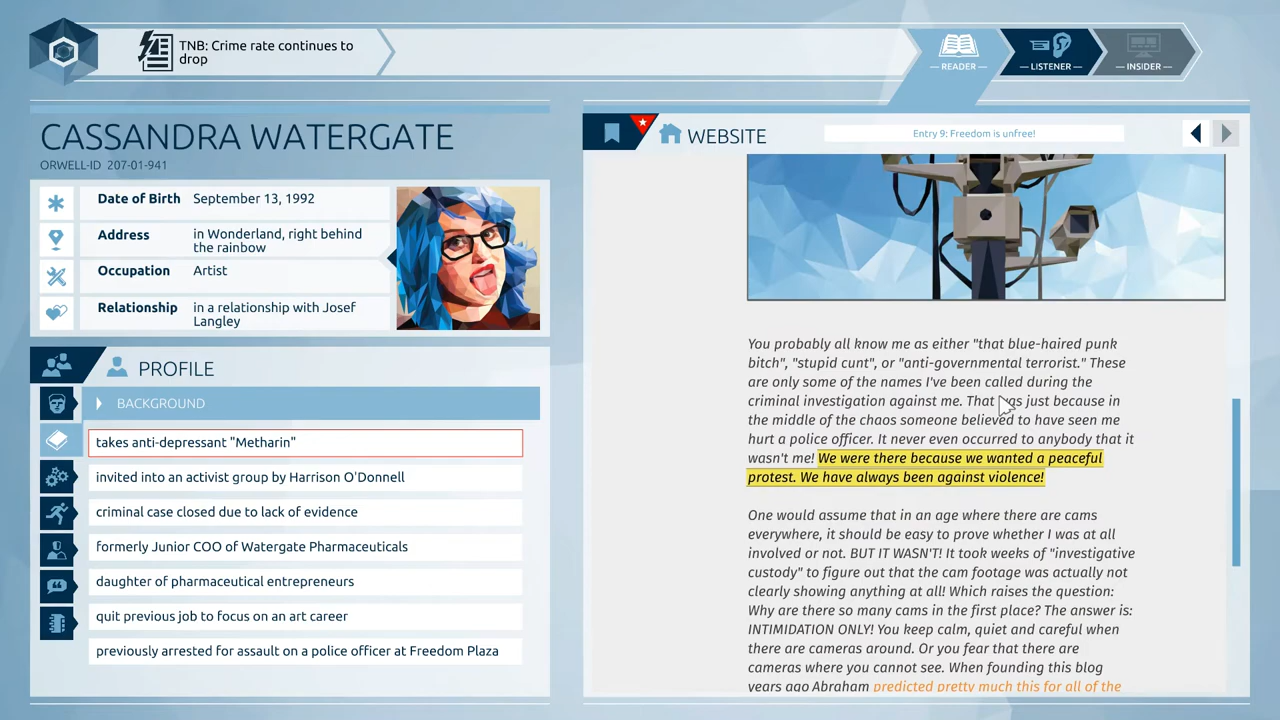 TNB: Crime rate continues to
drop
— READER —
— LISTENER —
— INSIDER —
CASSANDRA WATERGATE
ORWELL-ID 207-01-941
Date of Birth September 13, 1992
Address in Wonderland, right behind
the rainbow
Occupation Artist
Relationship in a relationship with Josef
Langley
PROFILE
BACKGROUND
takes anti-depressant "Metharin"
invited into an activist group by Harrison O'Donnell
criminal case closed due to lack of evidence
formerly Junior COO of Watergate Pharmaceuticals
daughter of pharmaceutical entrepreneurs
quit previous job to focus on an art career
previously arrested for assault on a police officer at Freedom Plaza
WEBSITE
Entry 9: Freedom is unfree!
You probably all know me as either "that blue-haired punk
bitch", "stupid cunt", or "anti-governmental terrorist." These
are only some of the names I've been called during the
criminal investigation against me. That was just because in
the middle of the chaos someone believed to have seen me
hurt a police officer. It never even occurred to anybody that it
wasn't me! We were there because we wanted a peaceful
protest. We have always been against violence!
One would assume that in an age where there are cams
everywhere, it should be easy to prove whether I was at all
involved or not. BUT IT WASN'T! It took weeks of "investigative
custody" to figure out that the cam footage was actually not
clearly showing anything at all! Which raises the question:
Why are there so many cams in the first place? The answer is:
INTIMIDATION ONLY! You keep calm, quiet and careful when
there are cameras around. Or you fear that there are
cameras where you cannot see. When founding this blog
years ago Abraham predicted pretty much this for all of the